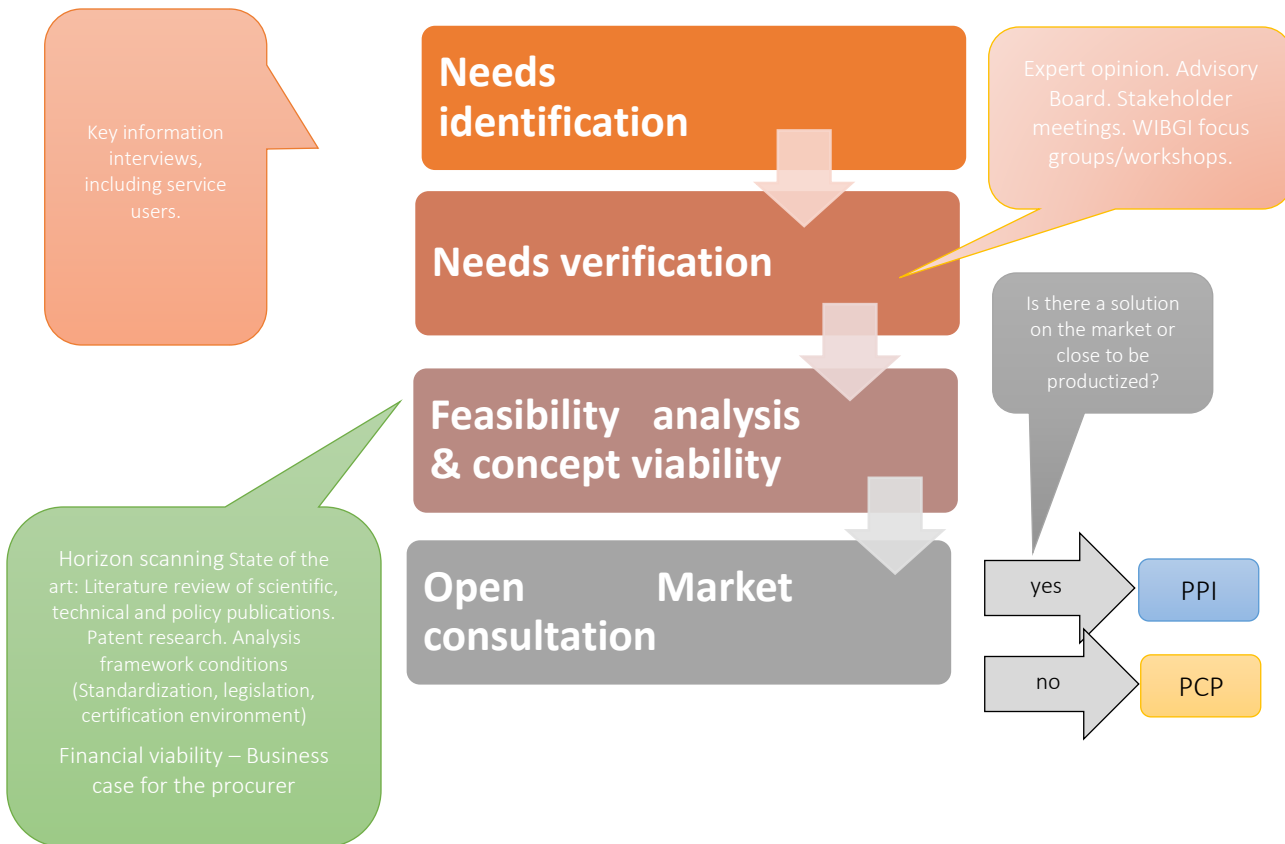 Key information
interviews,
including service
users.
Needs
identification
Expert opinion. Advisory
Board. Stakeholder
meetings. WIBGI focus
groups/workshops.
Needs verification
Is there a solution
on the market or
close to be
productized?
Feasibility analysis
& concept viability
Horizon scanning State of the
art: Literature review of scientific,
technical and policy publications.
Patent research. Analysis
framework conditions
(Standardization, legislation,
certification environment)
Financial viability – Business
case for the procurer
Open Market
consultation
yes
PPI
no
PCP